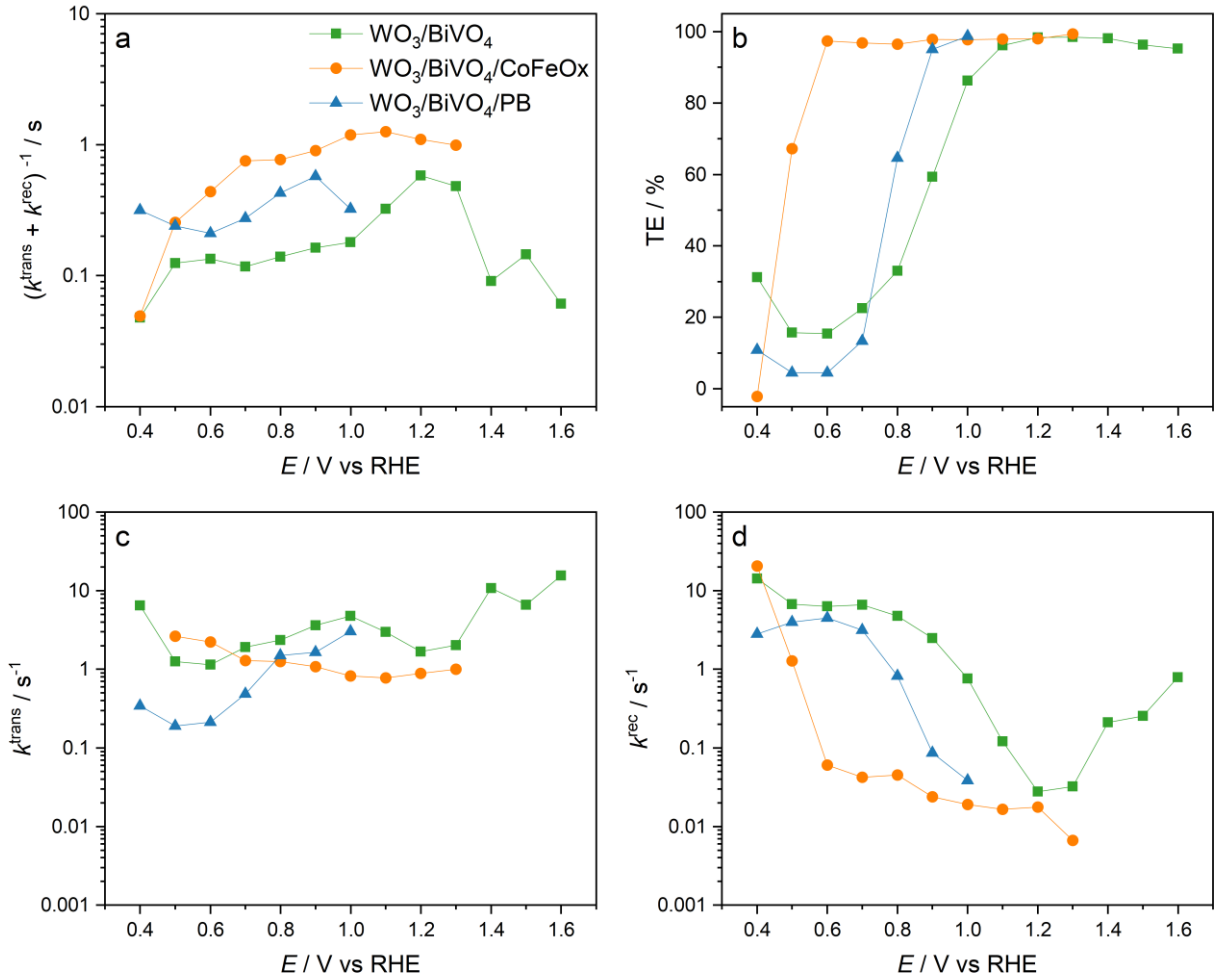 a
WO₃/BiVO₄
WO₃/BiVO₄/CoFeOx
WO₃/BiVO₄/PB
10
1
0.1
0.01
(kᵗʳᵃⁿˢ + kʳᵉᶜ) ⁻¹ / s
0.4 0.6 0.8 1.0 1.2 1.4 1.6
E / V vs RHE
b
100
80
60
40
20
0
TE / %
0.4 0.6 0.8 1.0 1.2 1.4 1.6
E / V vs RHE
c
100
10
1
0.1
0.01
0.001
kᵗʳᵃⁿˢ / s⁻¹
0.4 0.6 0.8 1.0 1.2 1.4 1.6
E / V vs RHE
d
100
10
1
0.1
0.01
0.001
kʳᵉᶜ / s⁻¹
0.4 0.6 0.8 1.0 1.2 1.4 1.6
E / V vs RHE